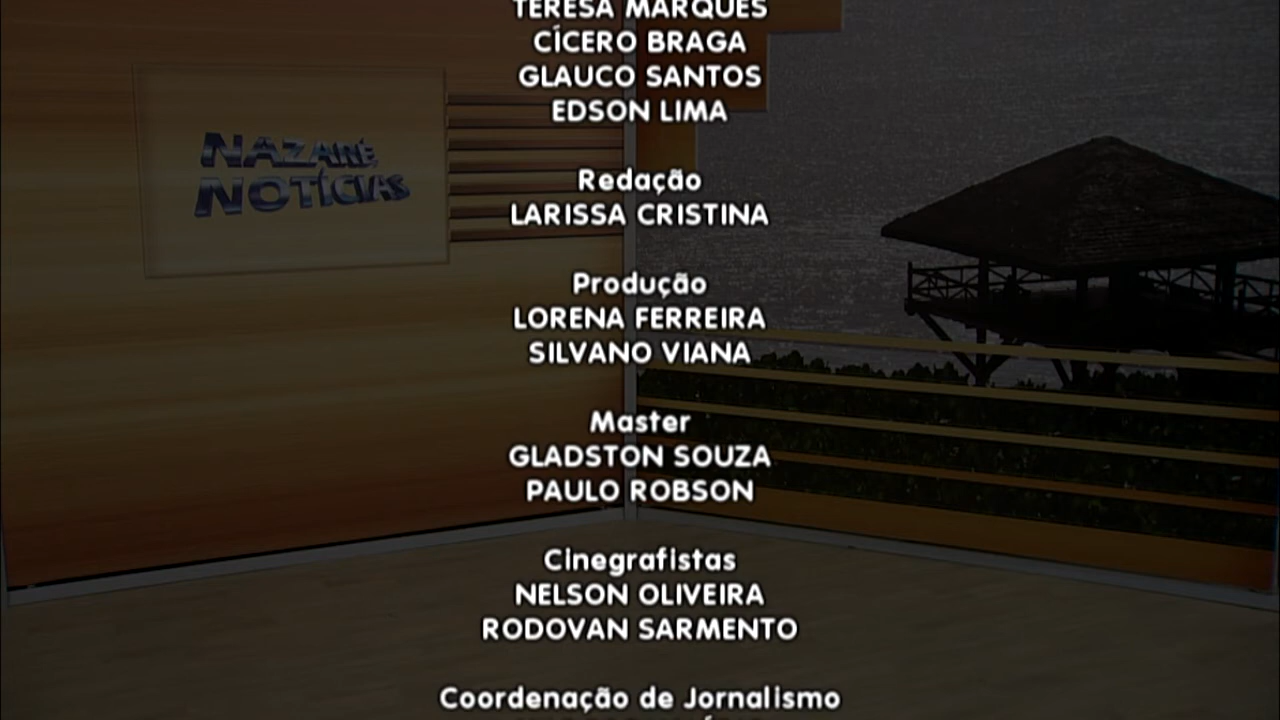 TERESA MARQUES
CÍCERO BRAGA
GLAUCO SANTOS
EDSON LIMA
NAZARÉ
NOTÍCIAS
Redação
LARISSA CRISTINA
Produção
LORENA FERREIRA
SILVANO VIANA
Master
GLADSTON SOUZA
PAULO ROBSON
Cinegrafistas
NELSON OLIVEIRA
RODOVAN SARMENTO
Coordenação de Jornalismo